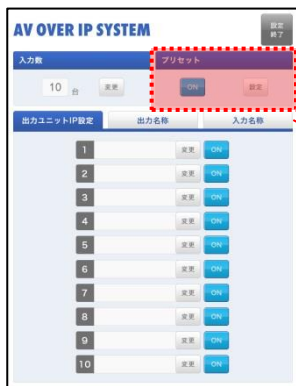 AV OVER IP SYSTEM
設定
終了
入力数
プリセット
10 台
変更
ON
設定
出力ユニットIP設定
出力名称
入力名称
1 変更 ON
2 変更 ON
3 変更 ON
4 変更 ON
5 変更 ON
6 変更 ON
7 変更 ON
8 変更 ON
9 変更 ON
10 変更 ON